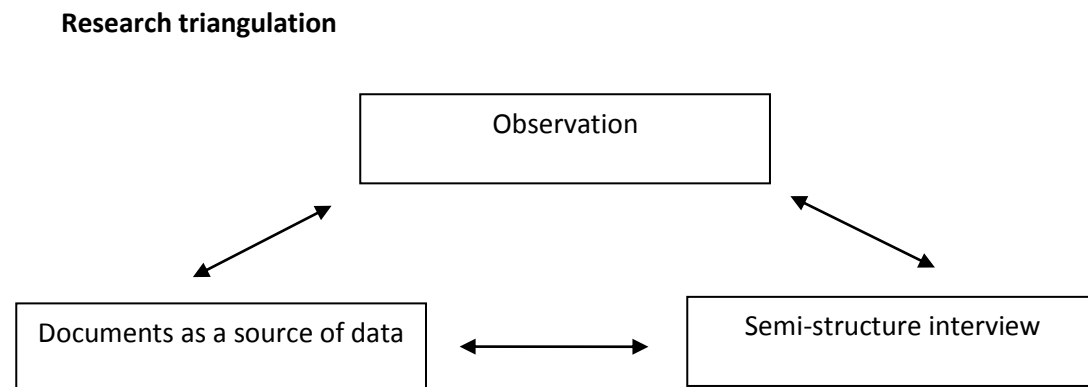 Research triangulation
Observation
Documents as a source of data
Semi-structure interview